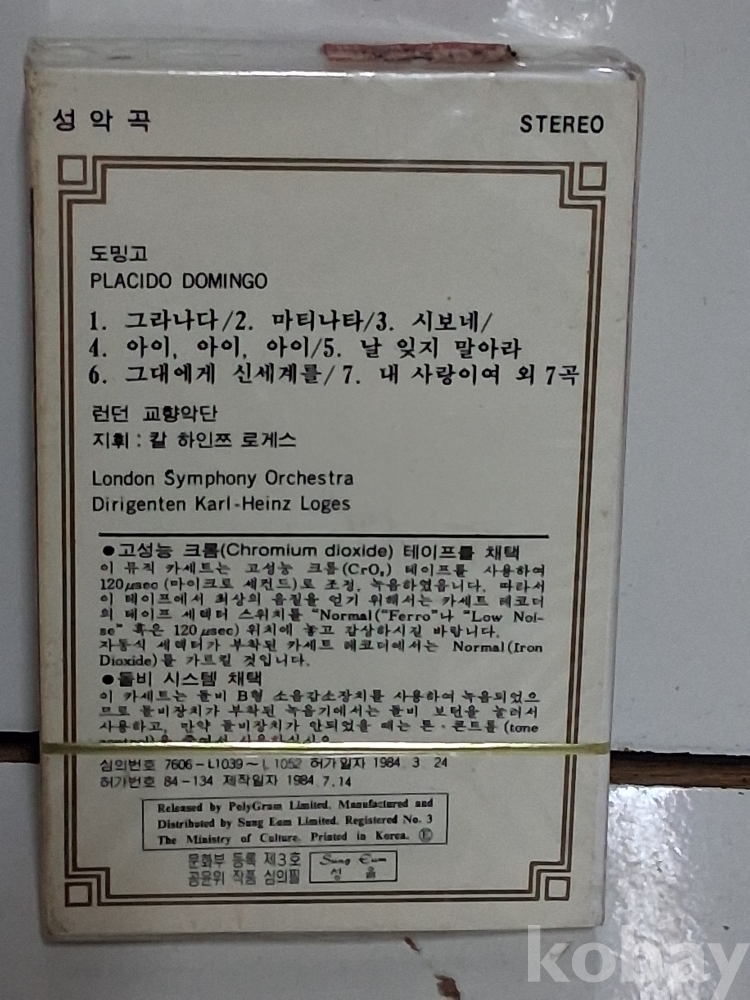 성악곡
STEREO
도밍고
PLACIDO DOMINGO
1. 그라나다/2. 마티나타/3. 시보네/
4. 아이, 아이, 아이/5. 날 잊지 말아라
6. 그대에게 신세계를/7. 내 사랑이여 외 7곡
런던 교향악단
지휘 : 칼 하인쯔 로게스
London Symphony Orchestra
Dirigenten Karl-Heinz Loges
●고성능 크롬(Chromium dioxide) 테이프를 채택
이 뮤직 카세트는 고성능 크롬(CrO₂) 테이프를 사용하여
120μsec (마이크로 세컨드)로 조정, 녹음하였읍니다. 따라서
이 테이프에서 최상의 음질을 얻기 위해서는 카세트 레코더
의 테이프 세렉터 스위치를 "Normal("Ferro"나 "Low Noi-
se" 혹은 120μsec) 위치에 놓고 감상하시길 바랍니다.
자동식 세렉터가 부착된 카세트 레코더에서는 Normal(Iron
Dioxide)를 가르킬 것입니다.
●돌비 시스템 채택
이 카세트는 돌비 B형 소음감소장치를 사용하여 녹음되었으
므로 돌비장치가 부착된 녹음기에서는 돌비 보턴을 눌러서
사용하고, 만약 돌비장치가 안되었을 때는 톤·콘트롤 (tone
심의번호 7606-L1039~L1052 허가일자 1984. 3. 24
허가번호 84-134 제작일자 1984. 7. 14
Released by PolyGram Limited. Manufactured and
Distributed by Sung Eum Limited. Registered No. 3
The Ministry of Culture. Printed in Korea. Ⓔ
문화부 등록 제3호
공윤위 작품 심의필
Sung Eum
성음
kobay